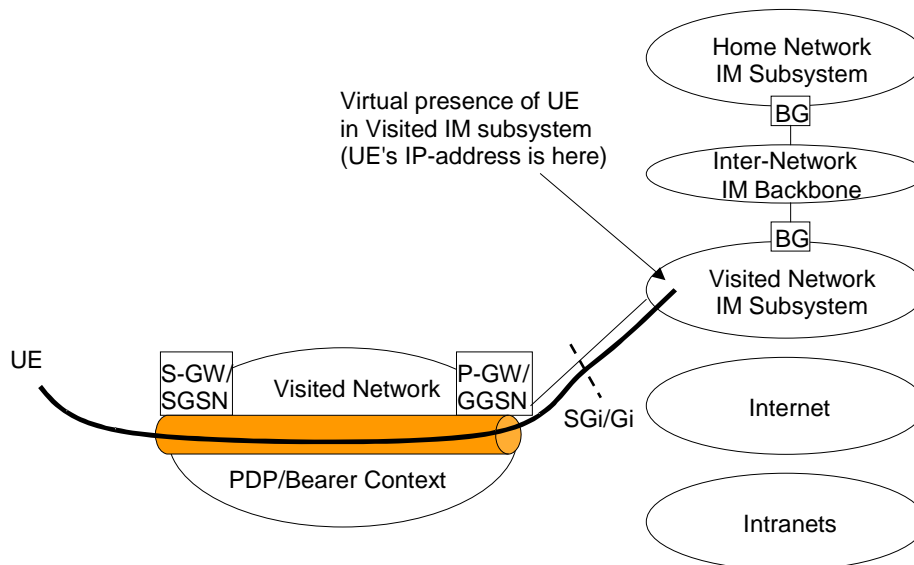 Home Network
IM Subsystem
BG
Virtual presence of UE
in Visited IM subsystem
(UE's IP-address is here)
Inter-Network
IM Backbone
BG
Visited Network
IM Subsystem
UE
S-GW/
SGSN
Visited Network
P-GW/
GGSN
SGi/Gi
Internet
PDP/Bearer Context
Intranets